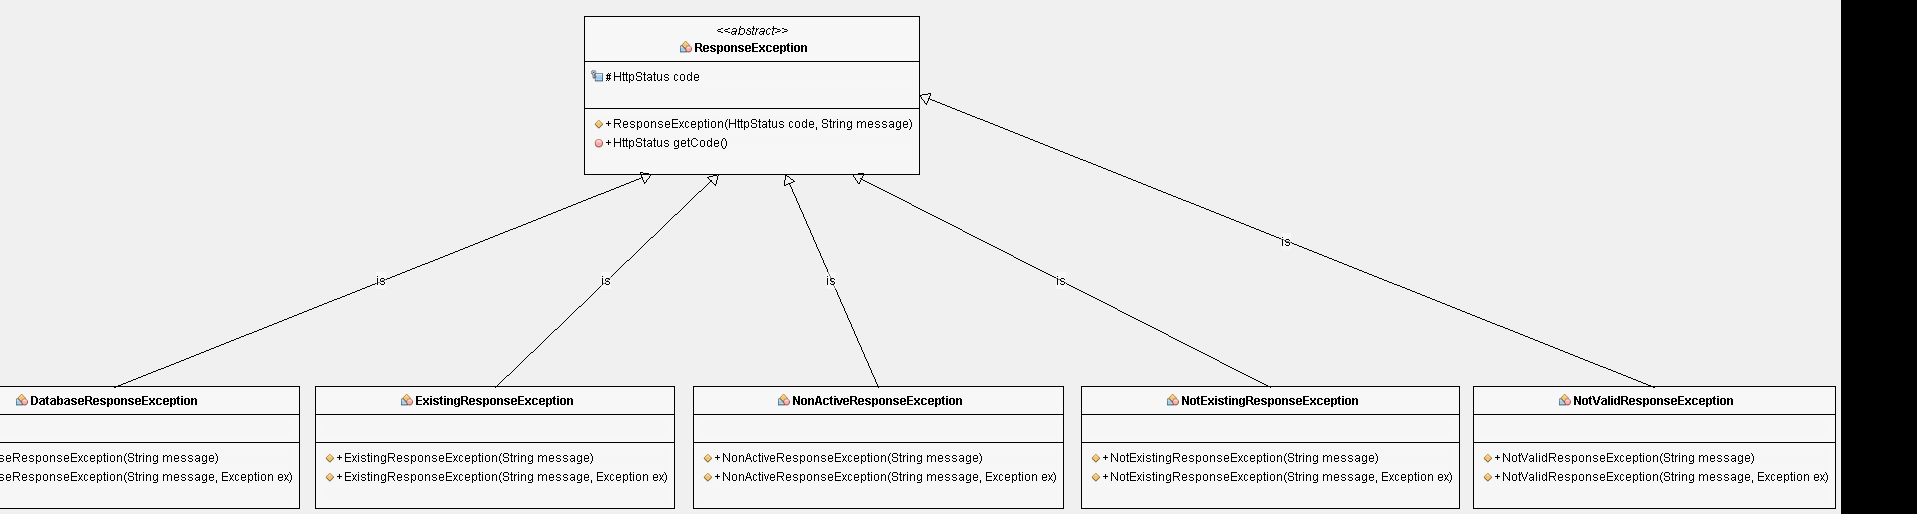 <<abstract>>
ResponseException
#HttpStatus code
+ResponseException(HttpStatus code, String message)
+HttpStatus getCode()
is
is
is
is
is
DatabaseResponseException
seResponseException(String message)
seResponseException(String message, Exception ex)
ExistingResponseException
+ExistingResponseException(String message)
+ExistingResponseException(String message, Exception ex)
NonActiveResponseException
+NonActiveResponseException(String message)
+NonActiveResponseException(String message, Exception ex)
NotExistingResponseException
+NotExistingResponseException(String message)
+NotExistingResponseException(String message, Exception ex)
NotValidResponseException
+NotValidResponseException(String message)
+NotValidResponseException(String message, Exception ex)